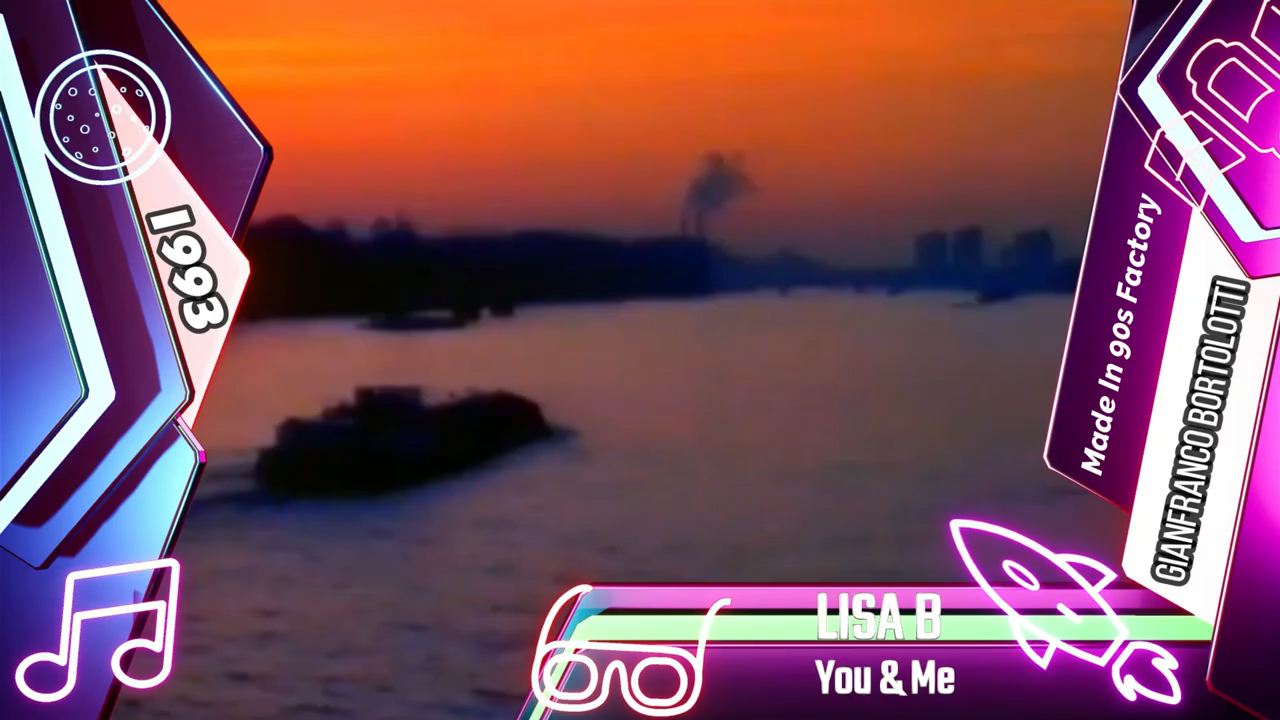 1993
Made In 90s Factory
GIANFRANCO BORTOLOTTI
LISA B
You & Me